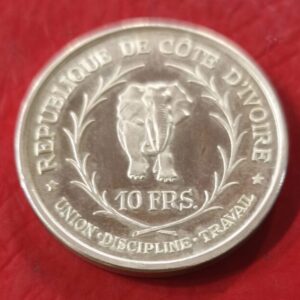 ★ REPUBLIQUE DE CÔTE D'IVOIRE ★
10 FRS.
UNION · DISCIPLINE · TRAVAIL